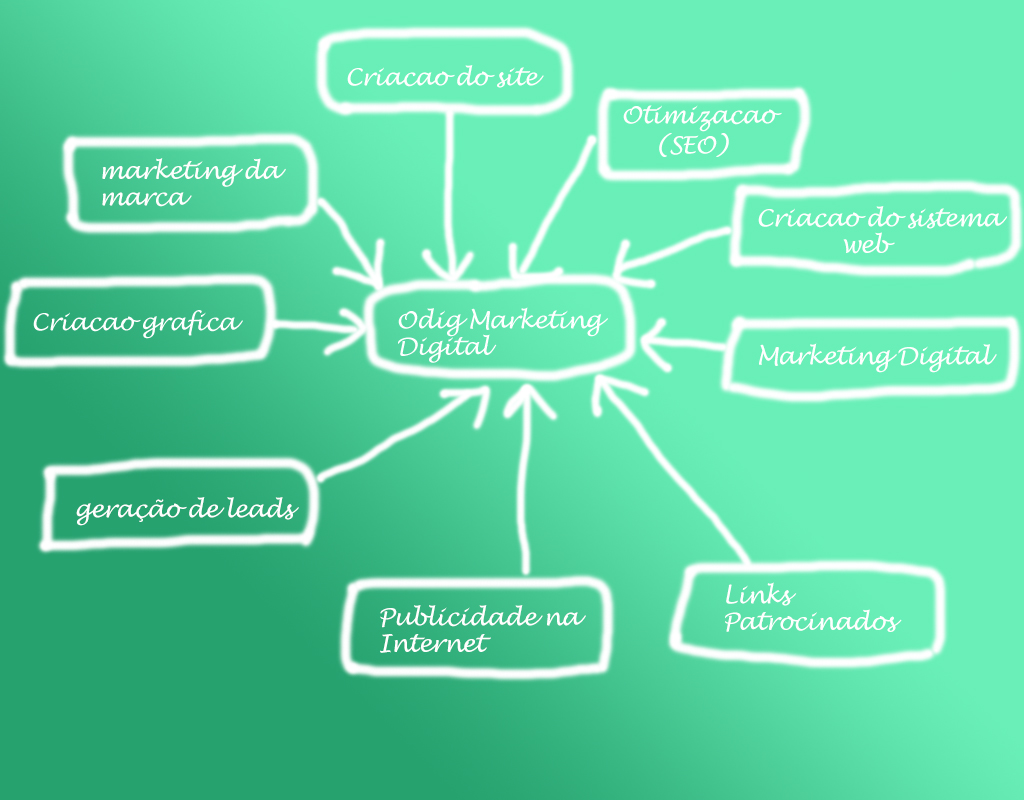 Criacao do site
Otimizacao
(SEO)
marketing da
marca
Criacao do sistema
web
Criacao grafica
Odig Marketing
Digital
Marketing Digital
geração de leads
Publicidade na
Internet
Links
Patrocinados